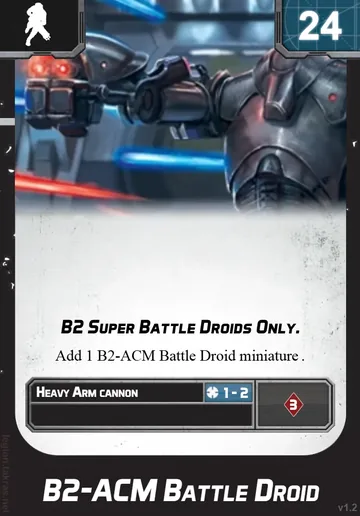 24
B2 Super Battle Droids Only.
Add 1 B2-ACM Battle Droid miniature .
Heavy Arm cannon 1 - 2 3
B2-ACM Battle Droid
v1.2